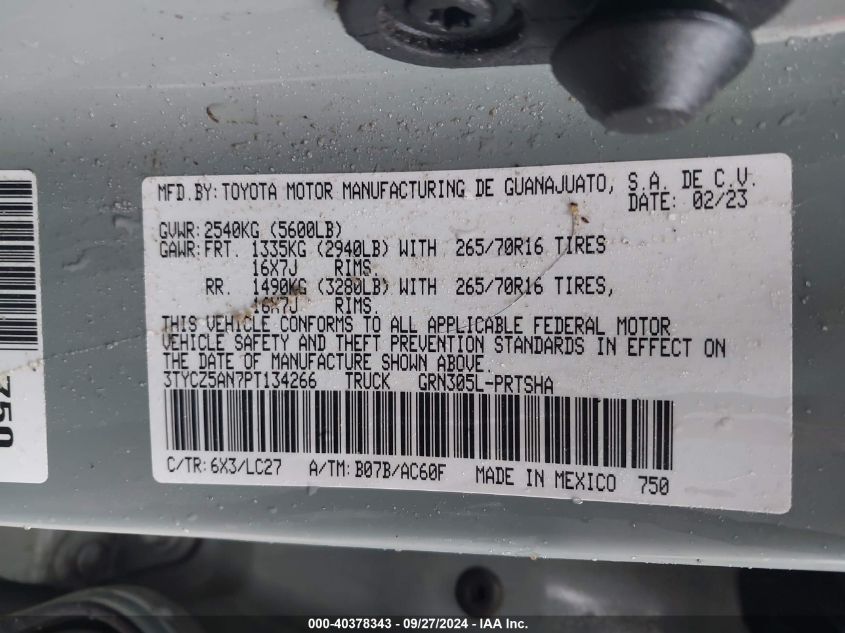 MFD.BY: TOYOTA MOTOR MANUFACTURING DE GUANAJUATO, S.A. DE C.V.
DATE: 02/23
GVWR: 2540KG (5600LB)
GAWR: FRT. 1335KG (2940LB) WITH 265/70R16 TIRES
16X7J RIMS.
RR. 1490KG (3280LB) WITH 265/70R16 TIRES,
16X7J RIMS.
THIS VEHICLE CONFORMS TO ALL APPLICABLE FEDERAL MOTOR
VEHICLE SAFETY AND THEFT PREVENTION STANDARDS IN EFFECT ON
THE DATE OF MANUFACTURE SHOWN ABOVE.
3TYCZ5AN7PT134266 TRUCK GRN305L-PRTSHA
C/TR: 6X3/LC27 A/TM: B07B/AC60F MADE IN MEXICO 750
750
000-40378343 - 09/27/2024 - IAA Inc.